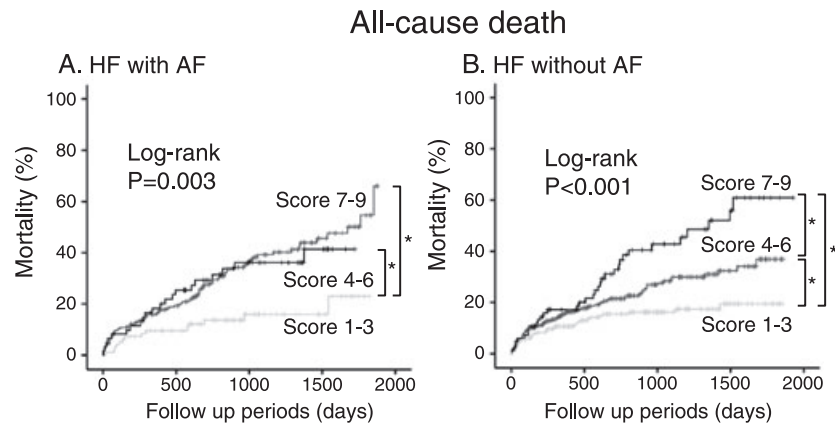 All-cause death
A. HF with AF
100
80
60
40
20
0
Mortality (%)
Log-rank
P=0.003
Score 7-9
Score 4-6
Score 1-3
*
*
0 500 1000 1500 2000
Follow up periods (days)
B. HF without AF
100
80
60
40
20
0
Mortality (%)
Log-rank
P<0.001
Score 7-9
Score 4-6
Score 1-3
*
*
*
0 500 1000 1500 2000
Follow up periods (days)